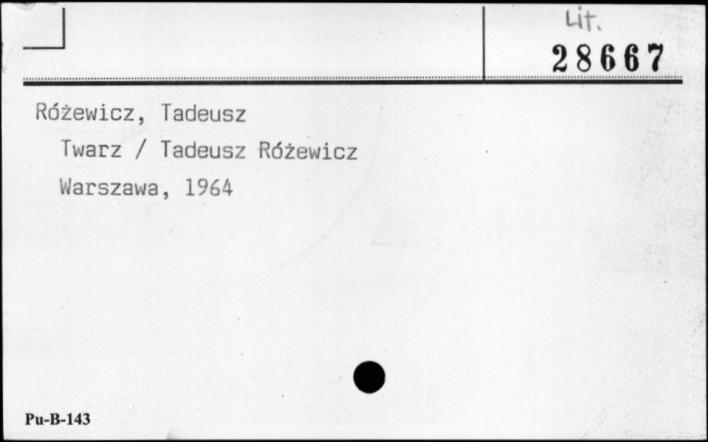 Lit.
28667
Różewicz, Tadeusz
Twarz / Tadeusz Różewicz
Warszawa, 1964
Pu-B-143